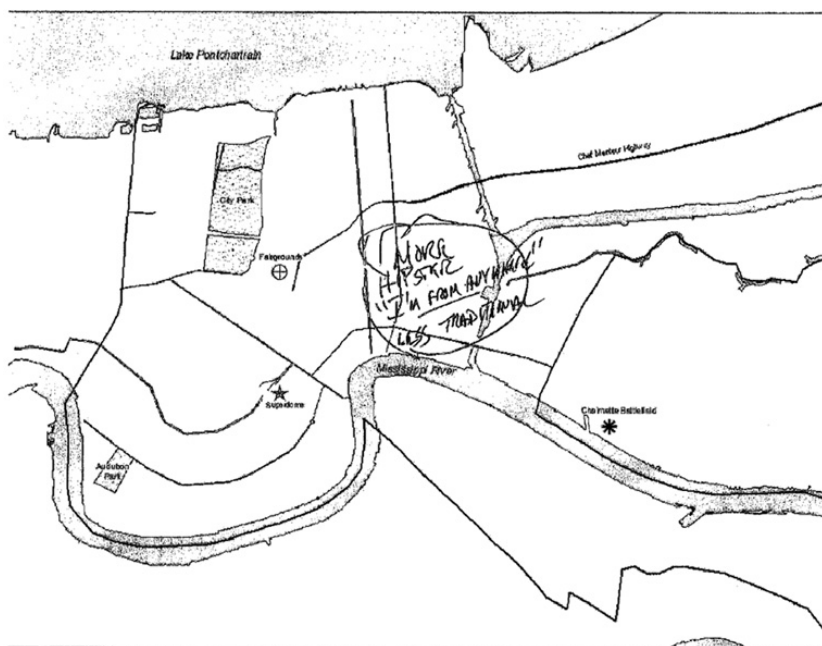 Lake Pontchartrain
Chef Menteur Highway
City Park
Fairgrounds
MORE
HIPSTER
"I'M FROM ANYWHERE"
LESS TRADITIONAL
Mississippi River
Superdome
Chalmette Battlefield
Audubon
Park